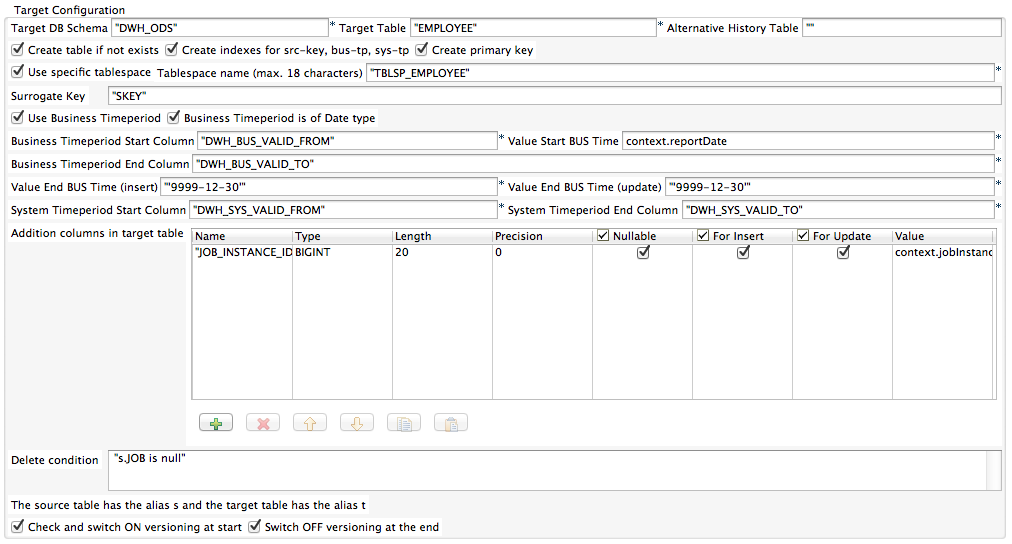 Target Configuration
Target DB Schema "DWH_ODS" * Target Table "EMPLOYEE" * Alternative History Table ""
Create table if not exists Create indexes for src-key, bus-tp, sys-tp Create primary key
Use specific tablespace Tablespace name (max. 18 characters) "TBLSP_EMPLOYEE" *
Surrogate Key "SKEY"
Use Business Timeperiod Business Timeperiod is of Date type
Business Timeperiod Start Column "DWH_BUS_VALID_FROM" * Value Start BUS Time context.reportDate *
Business Timeperiod End Column "DWH_BUS_VALID_TO" *
Value End BUS Time (insert) "'9999-12-30'" * Value End BUS Time (update) "'9999-12-30'" *
System Timeperiod Start Column "DWH_SYS_VALID_FROM" * System Timeperiod End Column "DWH_SYS_VALID_TO" *
Addition columns in target table Name Type Length Precision Nullable For Insert For Update Value
"JOB_INSTANCE_ID BIGINT 20 0 context.jobInstanc
Delete condition "s.JOB is null"
The source table has the alias s and the target table has the alias t
Check and switch ON versioning at start Switch OFF versioning at the end